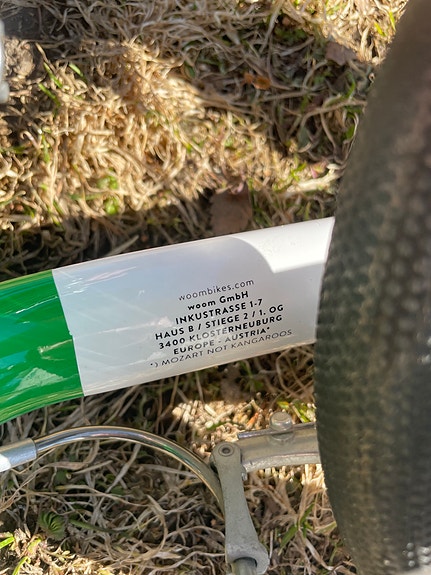 woombikes.com
woom GmbH
INKUSTRASSE 1-7
HAUS B / STIEGE 2 / 1. OG
3400 KLOSTERNEUBURG
EUROPE - AUSTRIA*
*) MOZART NOT KANGAROOS